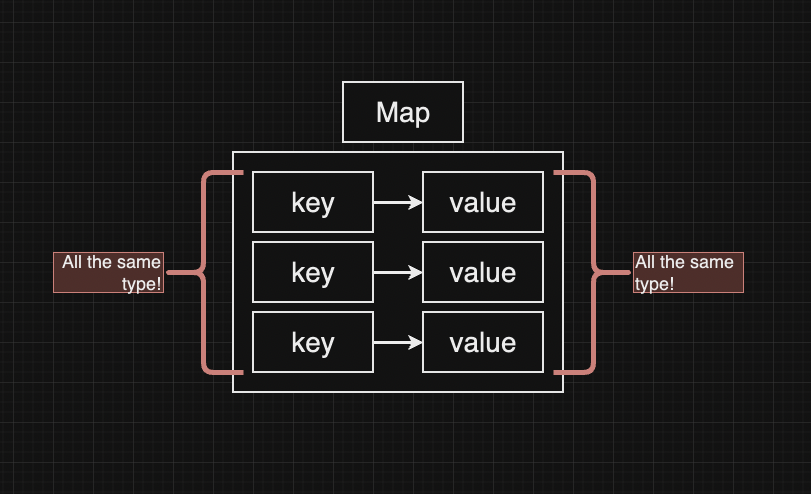 Map
key
value
key
value
key
value
All the same
type!
All the same
type!